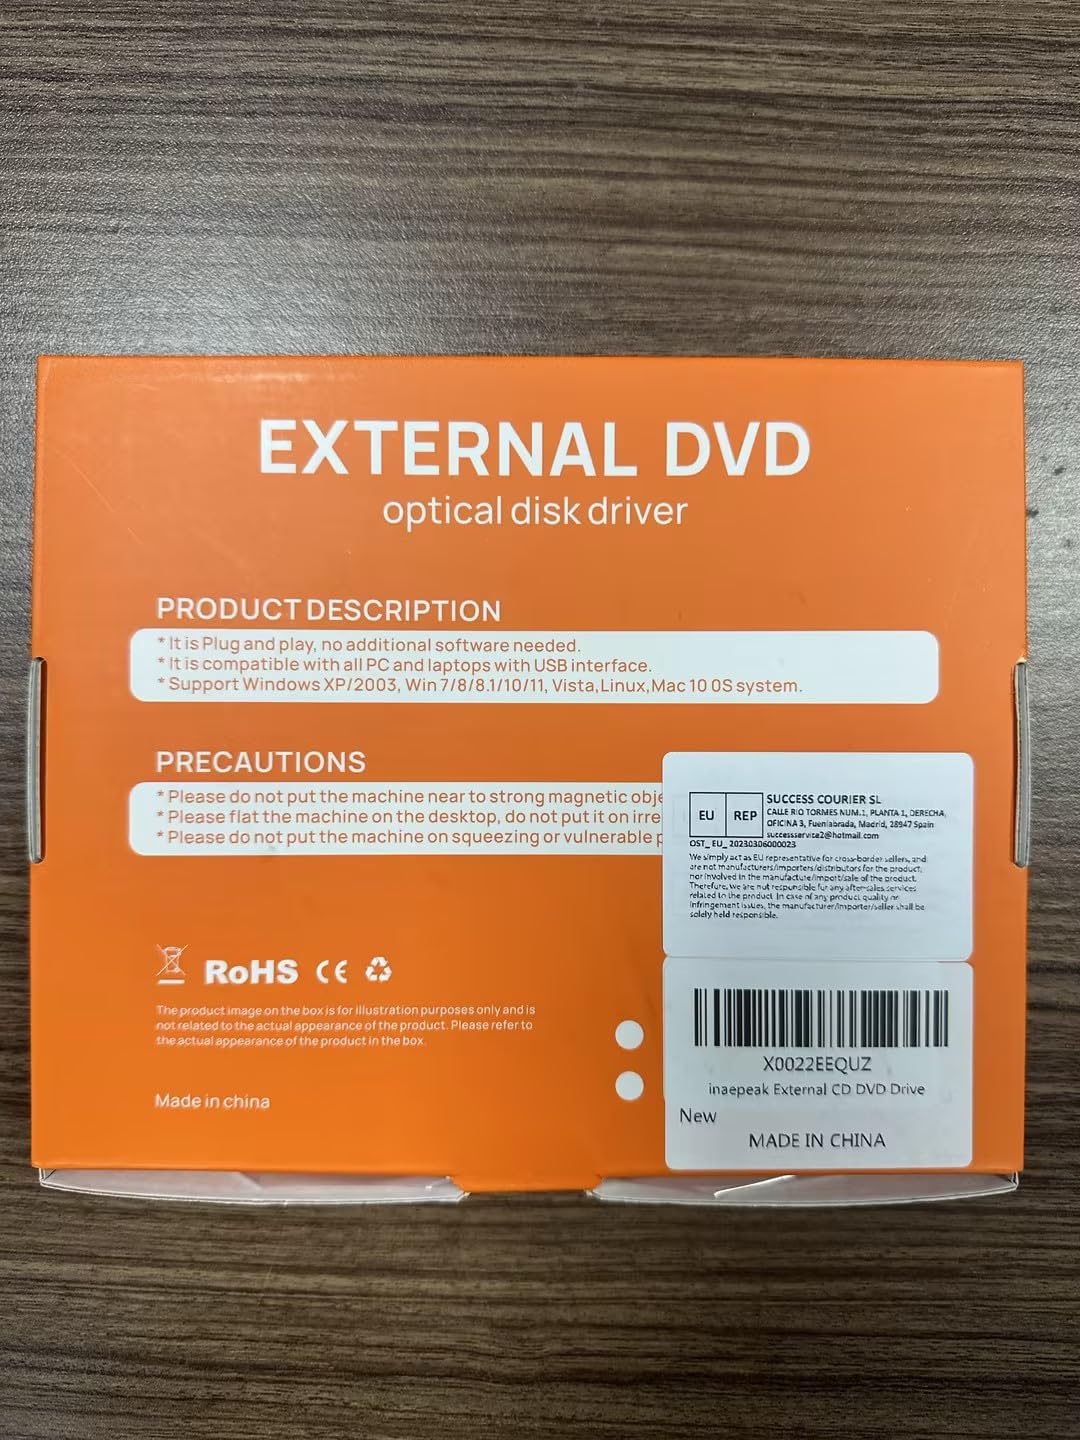 EXTERNAL DVD
optical disk driver
PRODUCT DESCRIPTION
* It is Plug and play, no additional software needed.
* It is compatible with all PC and laptops with USB interface.
* Support Windows XP/2003, Win 7/8/8.1/10/11, Vista,Linux,Mac 10 0S system.
PRECAUTIONS
* Please do not put the machine near to strong magnetic obje
* Please flat the machine on the desktop, do not put it on irre
* Please do not put the machine on squeezing or vulnerable p
EU REP
SUCCESS COURIER SL
CALLE RIO TORMES NUM.1, PLANTA 1, DERECHA,
OFICINA 3, Fuenlabrada, Madrid, 28947 Spain
successservice2@hotmail.com
OST_ EU_ 20230306000023
We simply act as EU representative for cross-border sellers, and
are not manufacturers/importers/distributors for the product,
nor involved in the manufacture/import/sale of the product.
Therefore, we are not responsible for any after-sales services
related to the product. In case of any product quality or
infringement issues, the manufacturer/importer/seller shall be
solely held responsible.
RoHS CE
The product image on the box is for illustration purposes only and is
not related to the actual appearance of the product. Please refer to
the actual appearance of the product in the box.
Made in china
X0022EEQUZ
inaepeak External CD DVD Drive
New
MADE IN CHINA